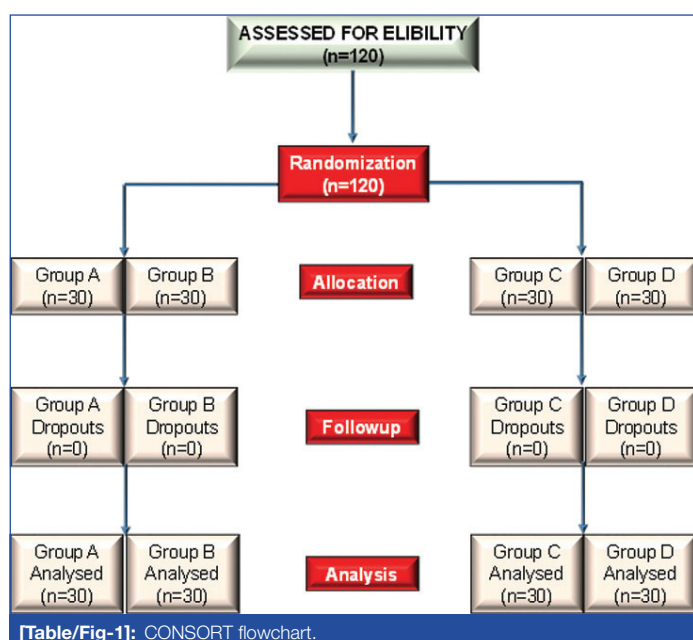 ASSESSED FOR ELIBILITY
(n=120)
Randomization
(n=120)
Group A
(n=30)
Group B
(n=30)
Allocation
Group C
(n=30)
Group D
(n=30)
Group A
Dropouts
(n=0)
Group B
Dropouts
(n=0)
Followup
Group C
Dropouts
(n=0)
Group D
Dropouts
(n=0)
Group A
Analysed
(n=30)
Group B
Analysed
(n=30)
Analysis
Group C
Analysed
(n=30)
Group D
Analysed
(n=30)
[Table/Fig-1]: CONSORT flowchart.